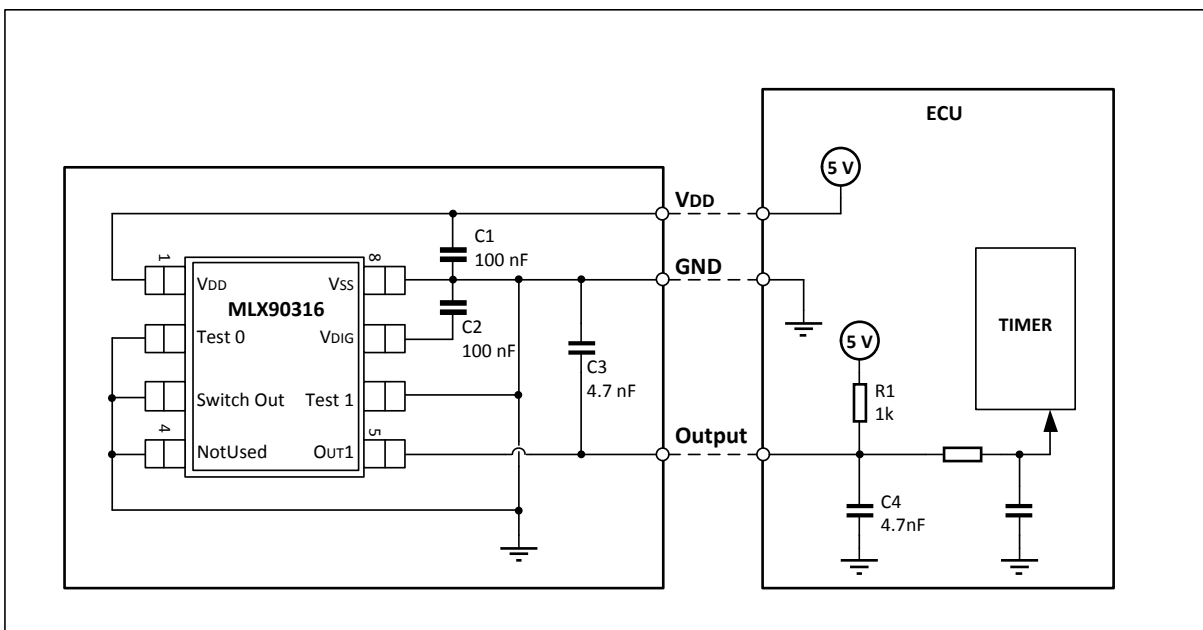 ECU
5 V
VDD
C1
100 nF
1
8
GND
VDD
VSS
MLX90316
C2
100 nF
TIMER
Test 0
VDIG
5 V
C3
4.7 nF
R1
1k
Switch Out
Test 1
4
5
Output
NotUsed
OUT1
C4
4.7nF